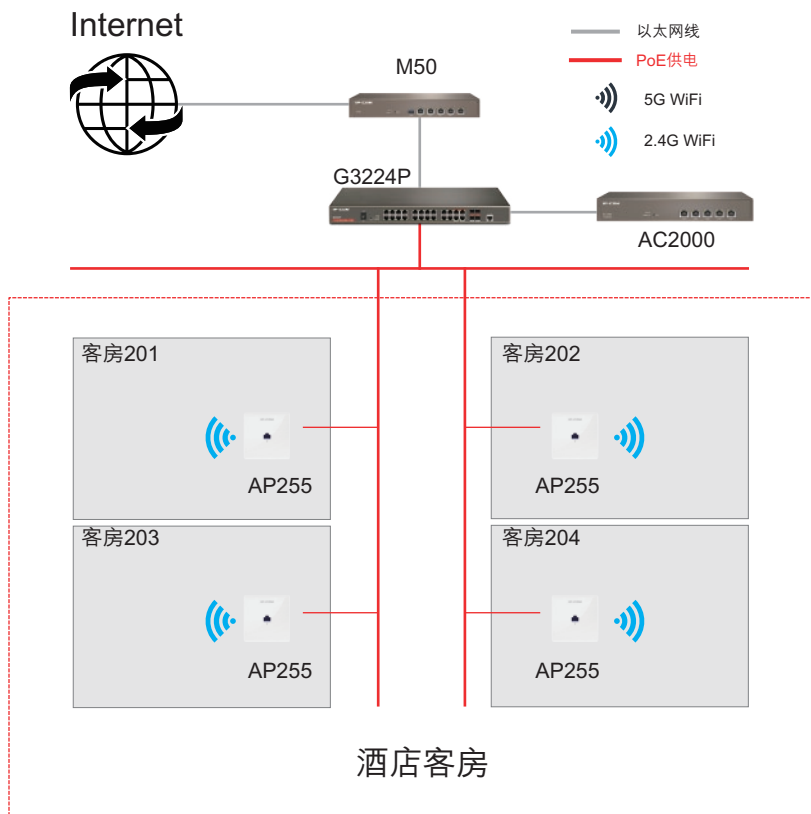 Internet
以太网线
PoE供电
5G WiFi
2.4G WiFi
M50
G3224P
AC2000
客房201
AP255
客房202
AP255
客房203
AP255
客房204
AP255
酒店客房